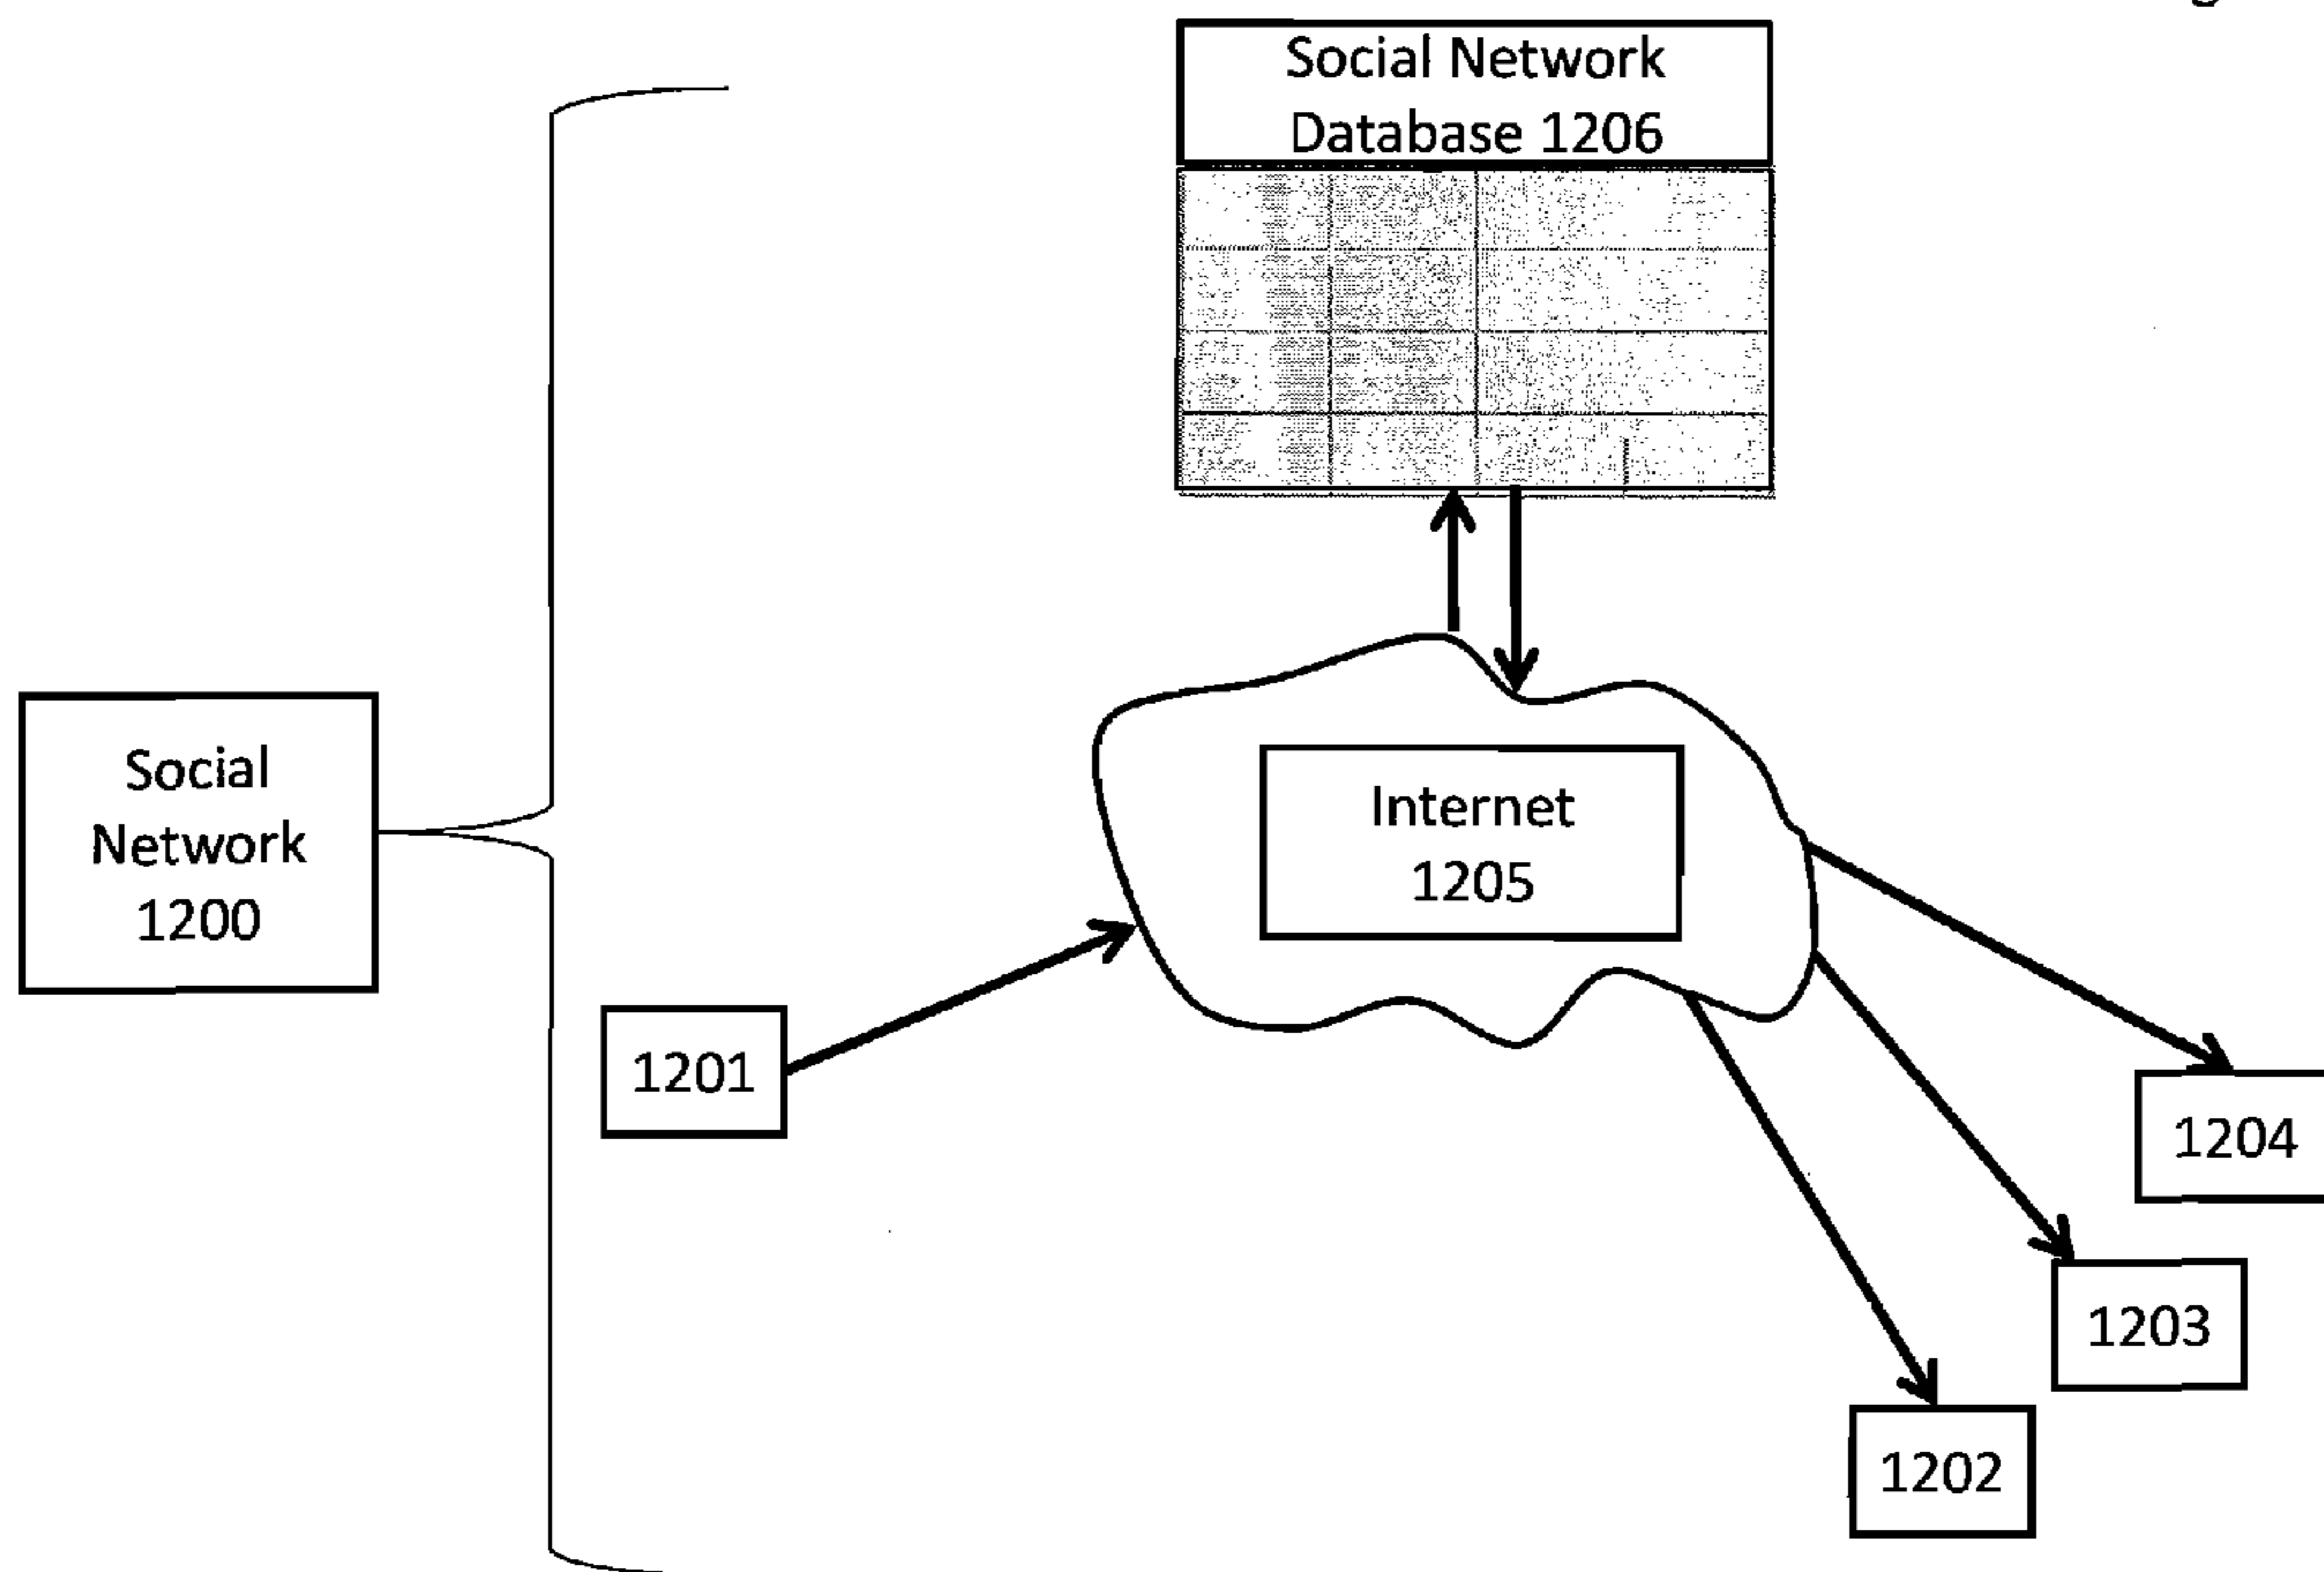 Social Network
Database 1206
Social
Network
1200
Internet
1205
1201
1204
1203
1202